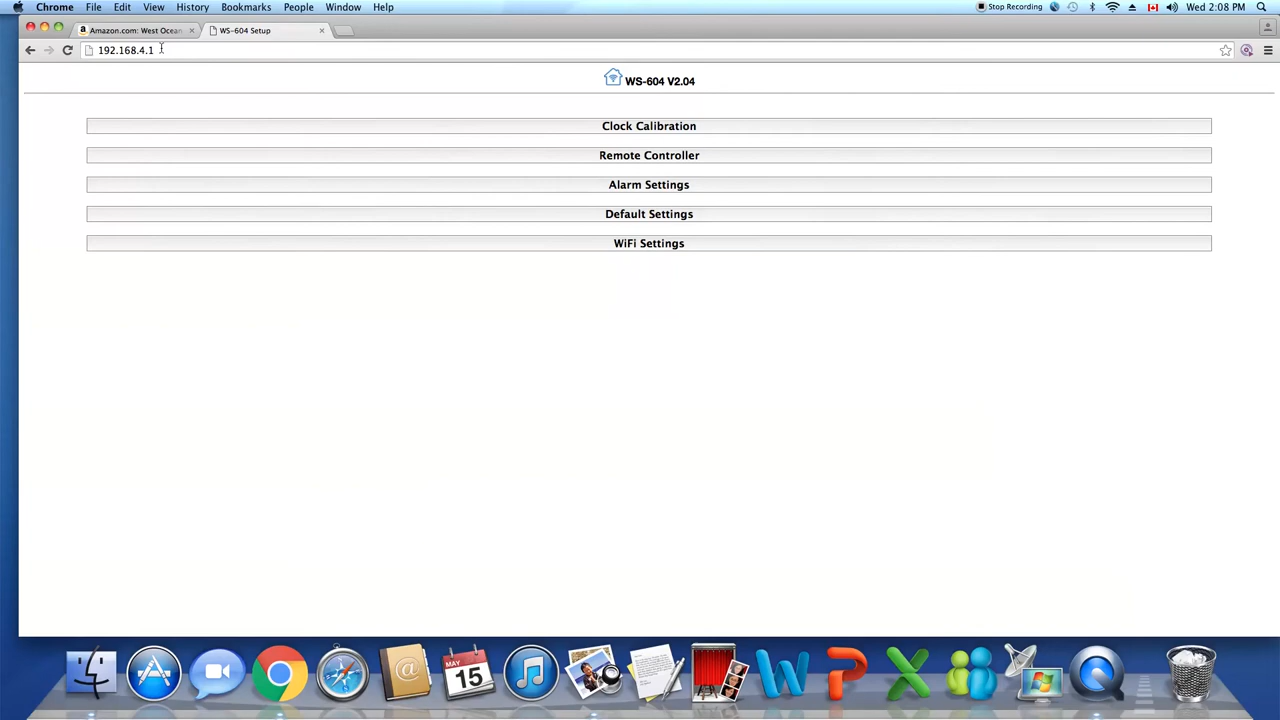 Chrome File Edit View History Bookmarks People Window Help Stop Recording Wed 2:08 PM
Amazon.com: West Ocean WS-604 Setup
192.168.4.1
WS-604 V2.04
Clock Calibration
Remote Controller
Alarm Settings
Default Settings
WiFi Settings
MAY
15